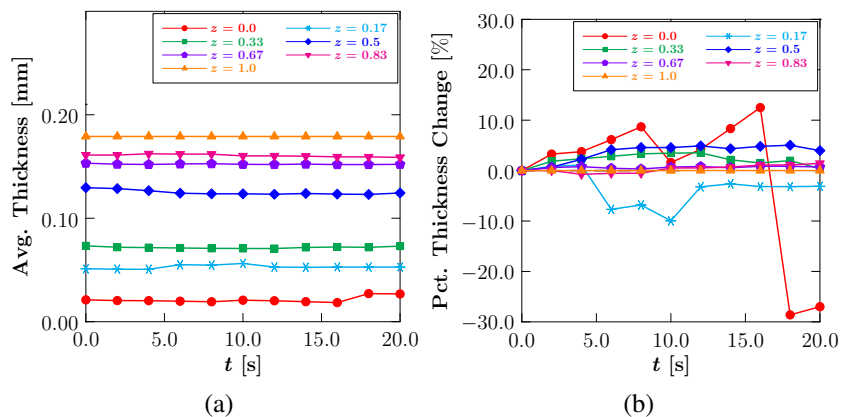 z = 0.0
z = 0.17
z = 0.33
z = 0.5
z = 0.67
z = 0.83
z = 1.0
Avg. Thickness [mm]
0.20
0.10
0.00
0.0
5.0
10.0
15.0
20.0
t [s]
(a)
z = 0.0
z = 0.17
z = 0.33
z = 0.5
z = 0.67
z = 0.83
z = 1.0
Pct. Thickness Change [%]
30.0
20.0
10.0
0.0
−10.0
−20.0
−30.0
0.0
5.0
10.0
15.0
20.0
t [s]
(b)